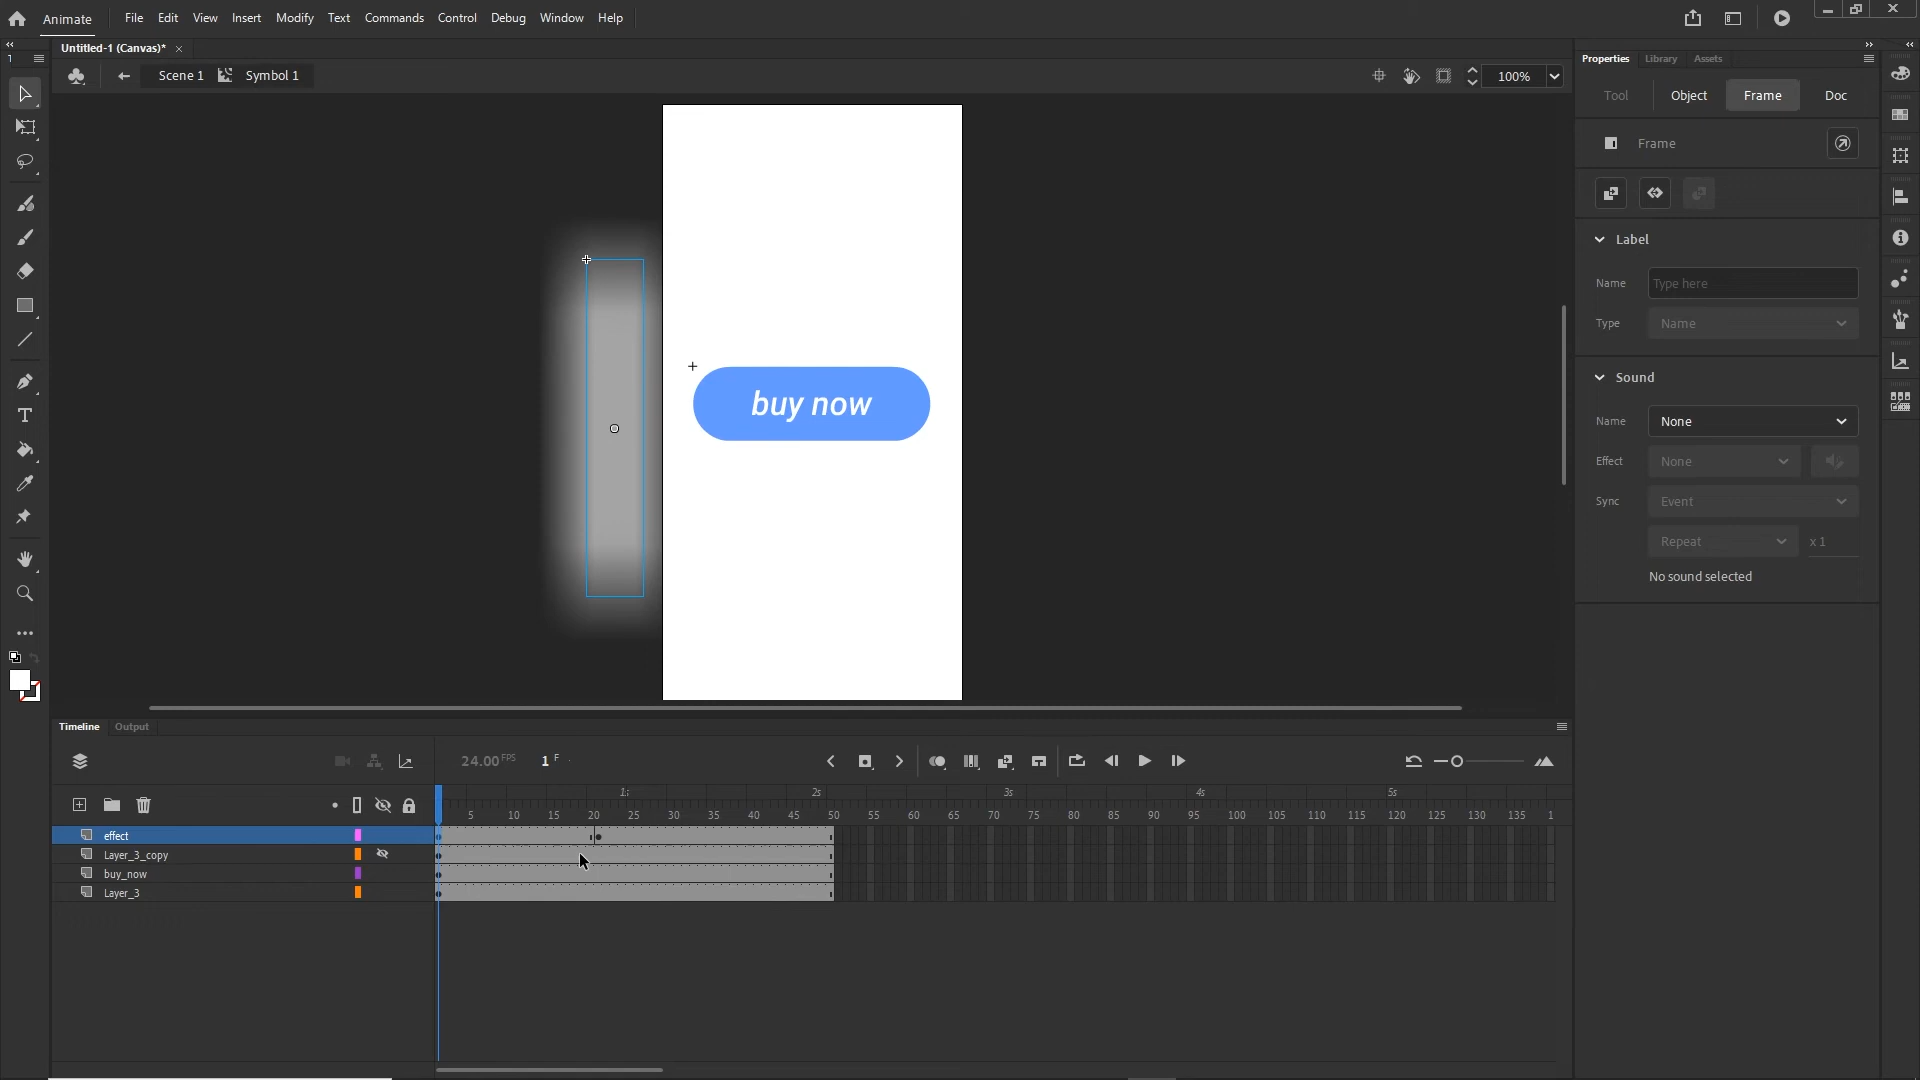 Animate File Edit View Insert Modify Text Commands Control Debug Window Help
Untitled-1 (Canvas)* ×
Scene 1 Symbol 1 100%
Properties Library Assets
Tool Object Frame Doc
Frame
Label
Name Type here
Type Name
Sound
Name None
Effect None
Sync Event
Repeat x 1
No sound selected
buy now
Timeline Output
24.00 FPS 1 F
1s 2s 3s 4s 5s
5 10 15 20 25 30 35 40 45 50 55 60 65 70 75 80 85 90 95 100 105 110 115 120 125 130 135 1
effect
Layer_3_copy
buy_now
Layer_3